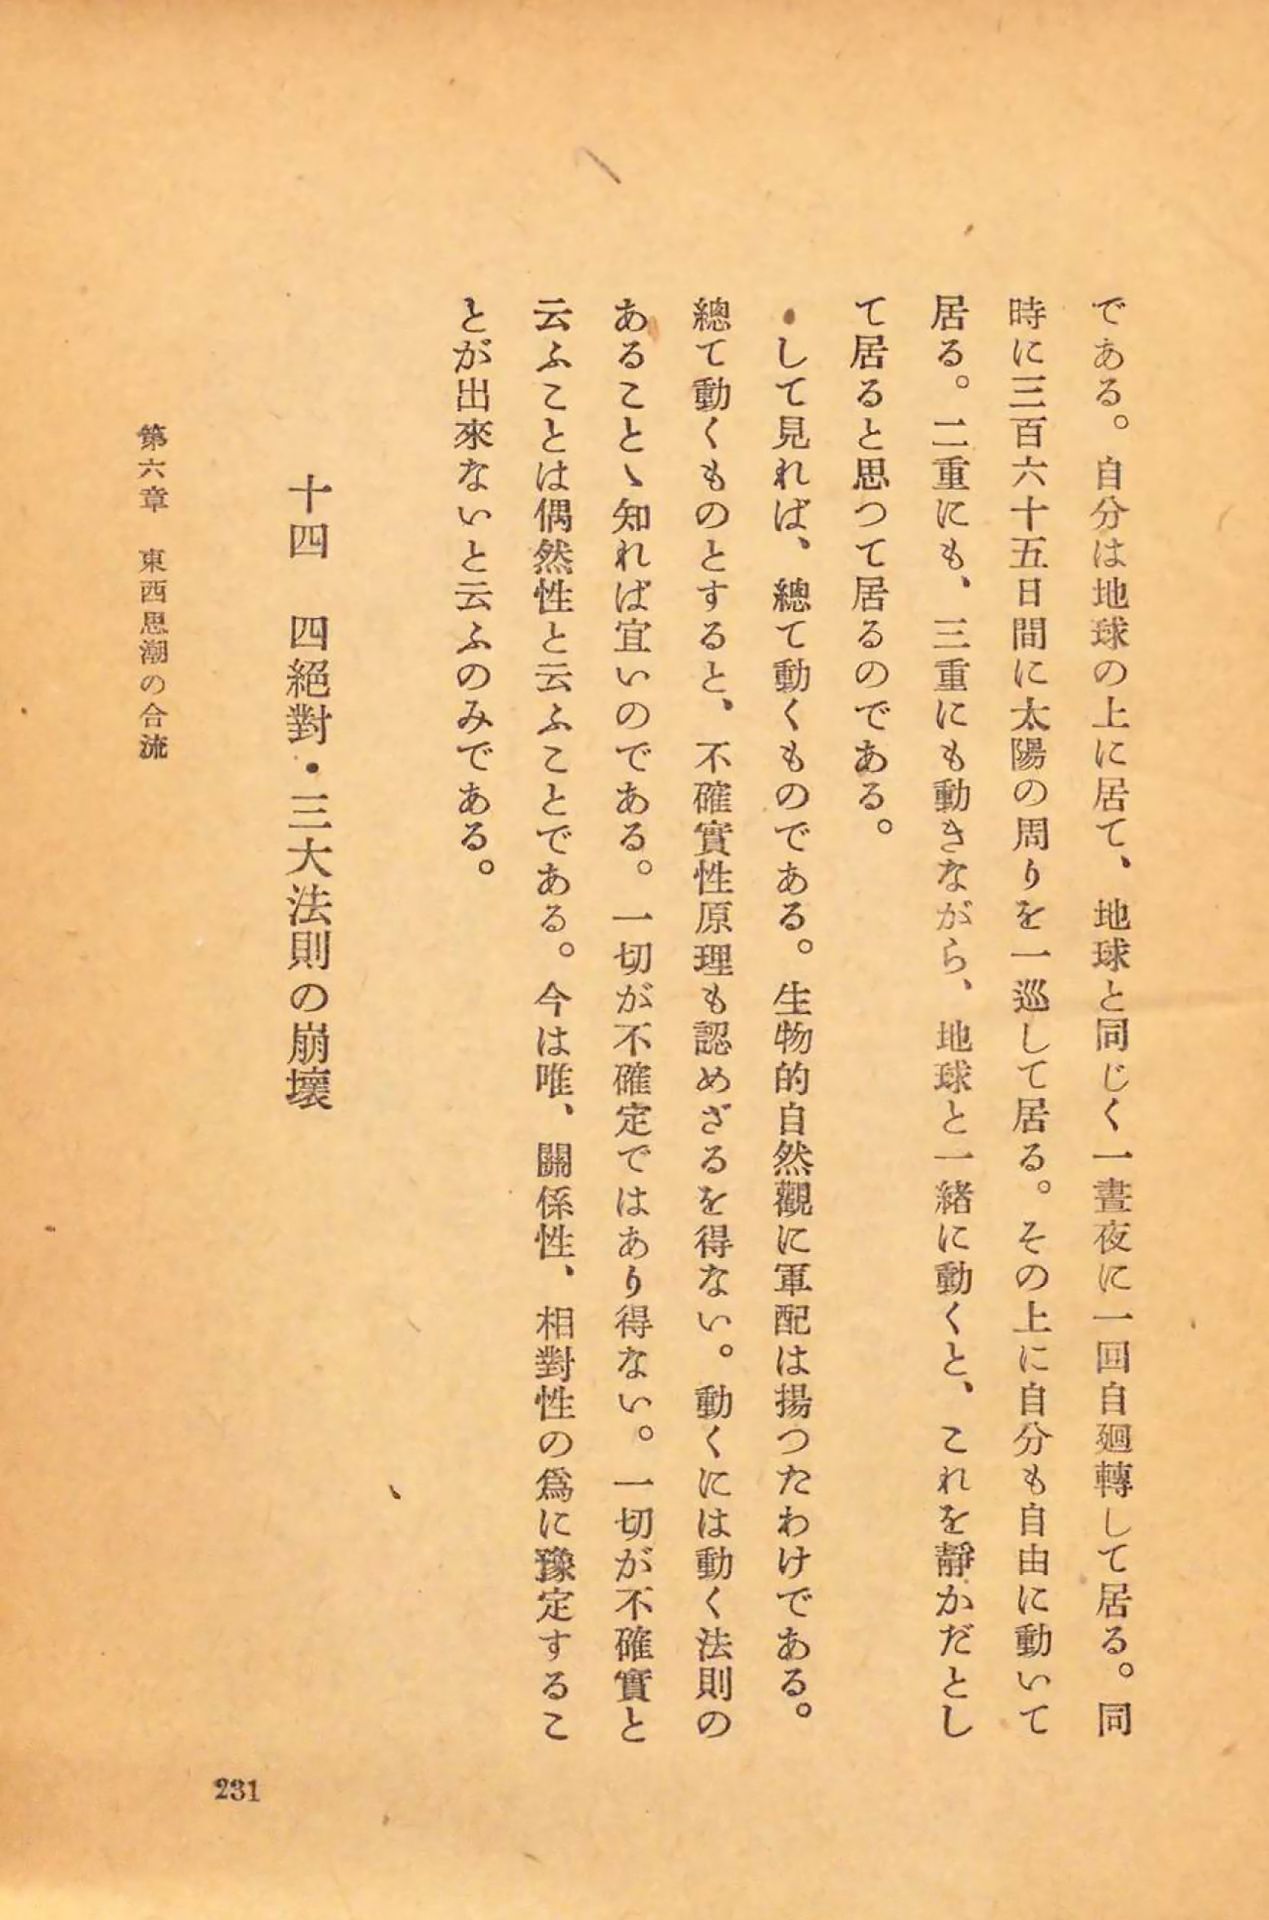 である。自分は地球の上に居て、地球と同じく一晝夜に一回自廻轉して居る。同
時に三百六十五日間に太陽の周りを一巡して居る。その上に自分も自由に動いて
居る。二重にも、三重にも動きながら、地球と一緒に動くと、これを靜かだとし
て居ると思つて居るのである。
して見れば、總て動くものである。生物的自然觀に軍配は揚つたわけである。
總て動くものとすると、不確實性原理も認めざるを得ない。動くには動く法則の
あることゝ知れば宜いのである。一切が不確定ではあり得ない。一切が不確實と
云ふことは偶然性と云ふことである。今は唯、關係性、相對性の爲に豫定するこ
とが出來ないと云ふのみである。
十四　四絕對・三大法則の崩壞
第六章　東西思潮の合流
231